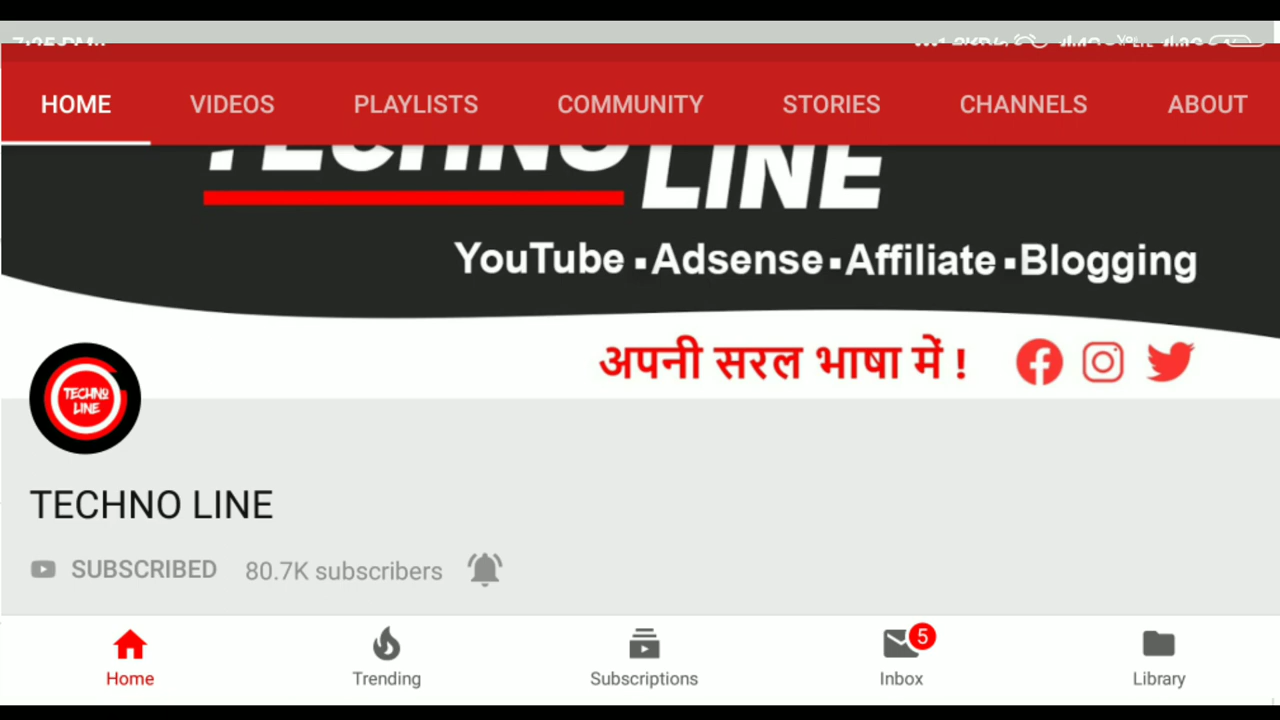 HOME VIDEOS PLAYLISTS COMMUNITY STORIES CHANNELS ABOUT
TECHNO LINE
YouTube ▪ Adsense ▪ Affiliate ▪ Blogging
अपनी सरल भाषा में !
TECHNO
LINE
TECHNO LINE
SUBSCRIBED 80.7K subscribers
5
Home Trending Subscriptions Inbox Library